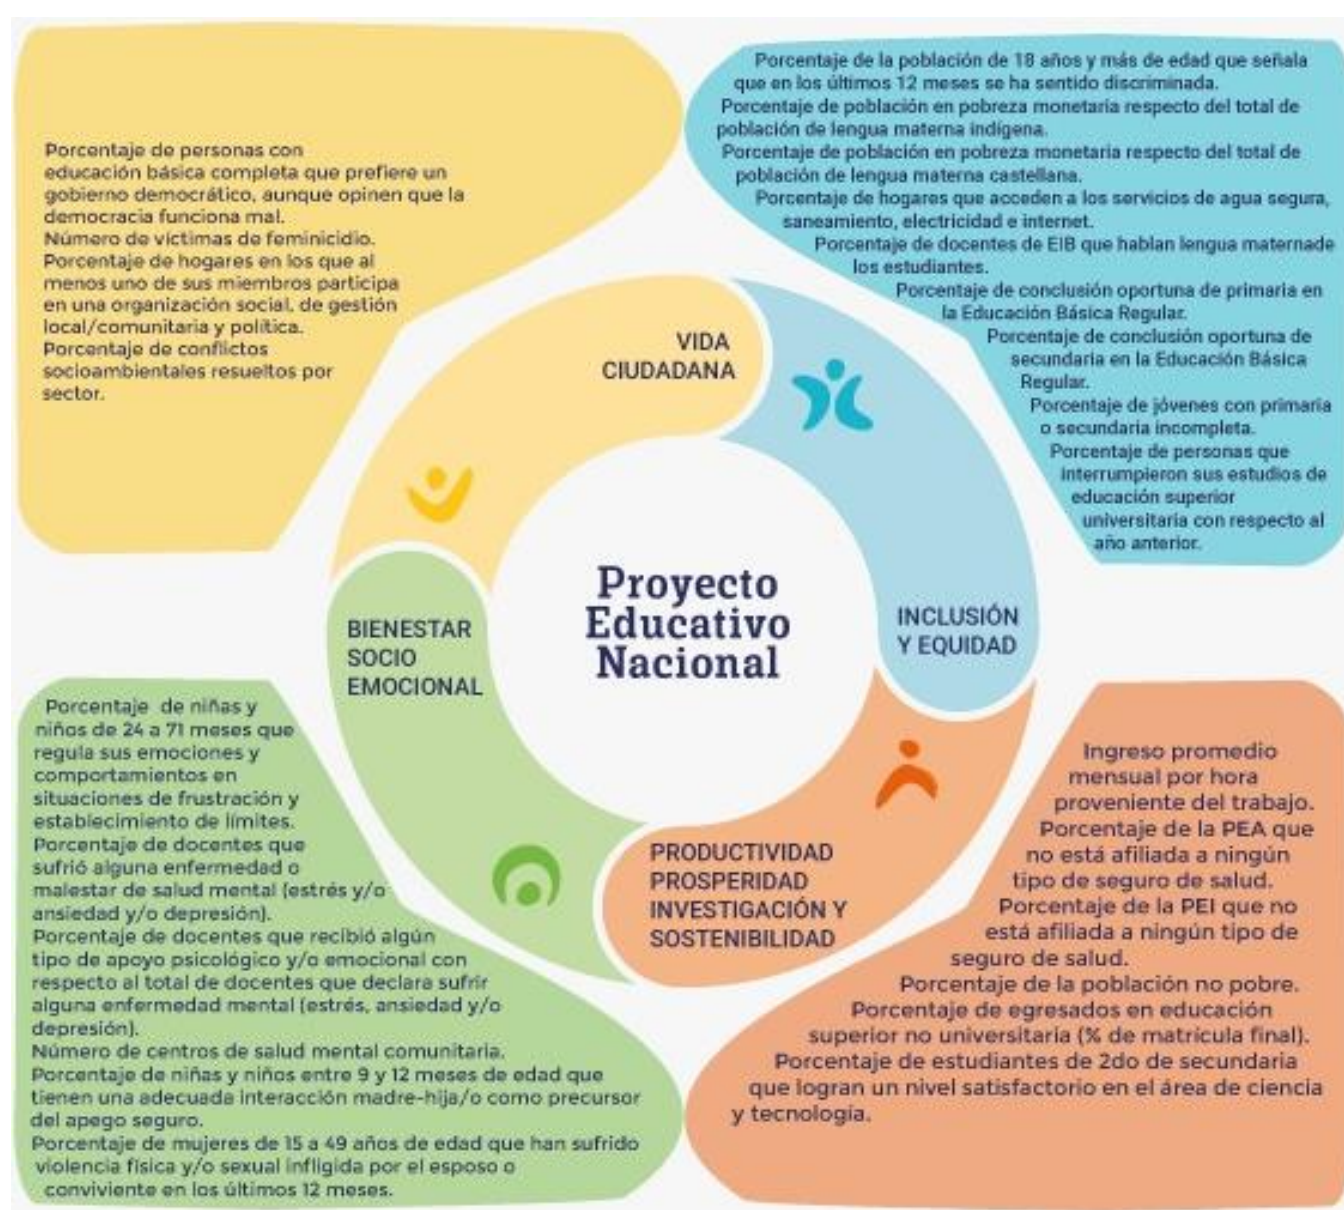 Porcentaje de personas con
educación básica completa que prefiere un
gobierno democrático, aunque opinen que la
democracia funciona mal.
Número de víctimas de feminicidio.
Porcentaje de hogares en los que al
menos uno de sus miembros participa
en una organización social, de gestión
local/comunitaria y política.
Porcentaje de conflictos
socioambientales resueltos por
sector.
Porcentaje de la población de 18 años y más de edad que señala
que en los últimos 12 meses se ha sentido discriminada.
Porcentaje de población en pobreza monetaria respecto del total de
población de lengua materna indígena.
Porcentaje de población en pobreza monetaria respecto del total de
población de lengua materna castellana.
Porcentaje de hogares que acceden a los servicios de agua segura,
saneamiento, electricidad e internet.
Porcentaje de docentes de EIB que hablan lengua maternade
los estudiantes.
Porcentaje de conclusión oportuna de primaria en
la Educación Básica Regular.
Porcentaje de conclusión oportuna de
secundaria en la Educación Básica
Regular.
Porcentaje de jóvenes con primaria
o secundaria incompleta.
Porcentaje de personas que
interrumpieron sus estudios de
educación superior
universitaria con respecto al
año anterior.
VIDA
CIUDADANA
INCLUSIÓN
Y EQUIDAD
Proyecto
Educativo
Nacional
BIENESTAR
SOCIO
EMOCIONAL
PRODUCTIVIDAD
PROSPERIDAD
INVESTIGACIÓN Y
SOSTENIBILIDAD
Porcentaje de niñas y
niños de 24 a 71 meses que
regula sus emociones y
comportamientos en
situaciones de frustración y
establecimiento de límites.
Porcentaje de docentes que
sufrió alguna enfermedad o
malestar de salud mental (estrés y/o
ansiedad y/o depresión).
Porcentaje de docentes que recibió algún
tipo de apoyo psicológico y/o emocional con
respecto al total de docentes que declara sufrir
alguna enfermedad mental (estrés, ansiedad y/o
depresión).
Número de centros de salud mental comunitaria.
Porcentaje de niñas y niños entre 9 y 12 meses de edad que
tienen una adecuada interacción madre-hija/o como precursor
del apego seguro.
Porcentaje de mujeres de 15 a 49 años de edad que han sufrido
violencia física y/o sexual infligida por el esposo o
conviviente en los últimos 12 meses.
Ingreso promedio
mensual por hora
proveniente del trabajo.
Porcentaje de la PEA que
no está afiliada a ningún
tipo de seguro de salud.
Porcentaje de la PEI que no
está afiliada a ningún tipo de
seguro de salud.
Porcentaje de la población no pobre.
Porcentaje de egresados en educación
superior no universitaria (% de matrícula final).
Porcentaje de estudiantes de 2do de secundaria
que logran un nivel satisfactorio en el área de ciencia
y tecnología.